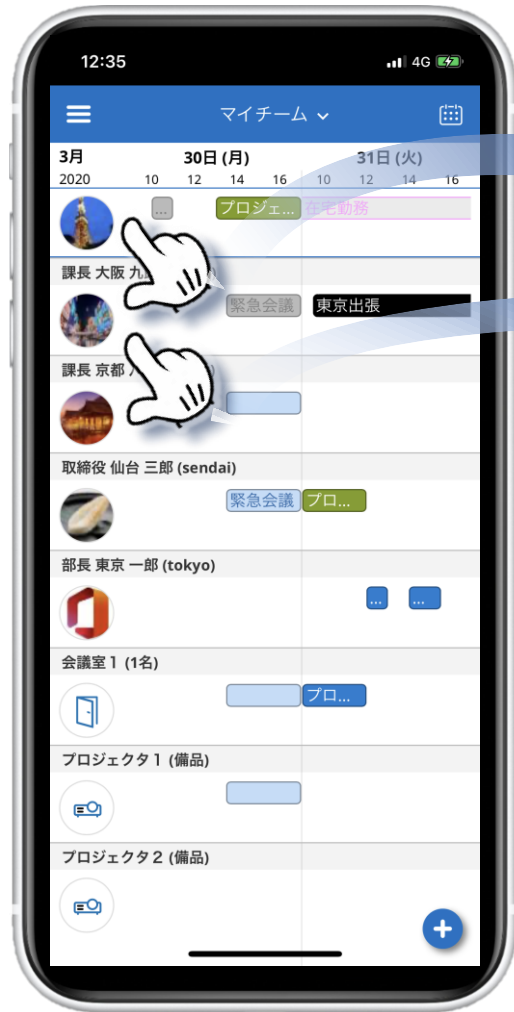 12:35 4G
マイチーム
3月 30日 (月) 31日 (火)
2020 10 12 14 16 10 12 14 16
... プロジェ... 在宅勤務
課長 大阪 九
緊急会議 東京出張
課長 京都
取締役 仙台 三郎 (sendai)
緊急会議 プロ...
部長 東京 一郎 (tokyo)
... ...
会議室1 (1名)
プロ...
プロジェクタ1 (備品)
プロジェクタ2 (備品)